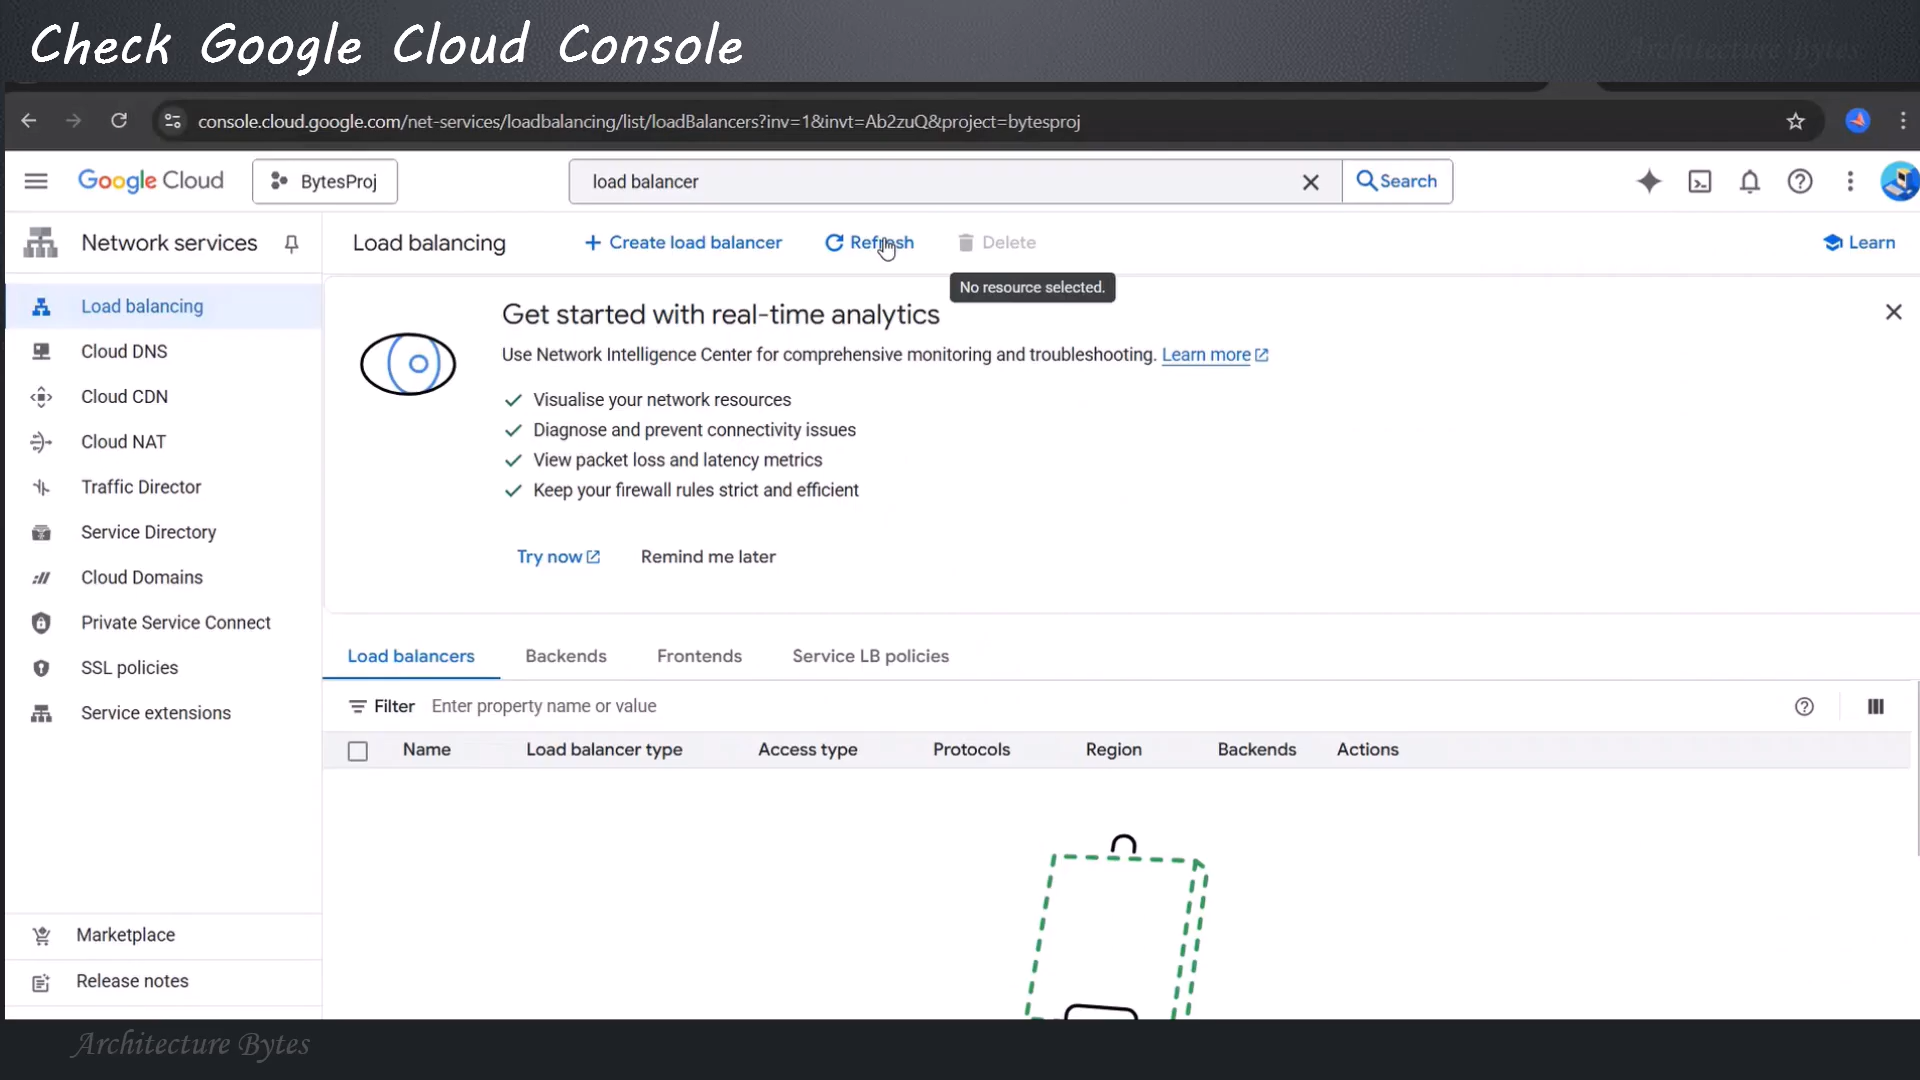 Check Google Cloud Console
Architecture Bytes
console.cloud.google.com/net-services/loadbalancing/list/loadBalancers?inv=1&invt=Ab2zuQ&project=bytesproj
Google Cloud
BytesProj
load balancer
Search
Network services
Load balancing
Create load balancer
Refresh
Delete
Learn
No resource selected.
Load balancing
Cloud DNS
Cloud CDN
Cloud NAT
Traffic Director
Service Directory
Cloud Domains
Private Service Connect
SSL policies
Service extensions
Marketplace
Release notes
Get started with real-time analytics
Use Network Intelligence Center for comprehensive monitoring and troubleshooting. Learn more
Visualise your network resources
Diagnose and prevent connectivity issues
View packet loss and latency metrics
Keep your firewall rules strict and efficient
Try now
Remind me later
Load balancers Backends Frontends Service LB policies
Filter Enter property name or value
Name Load balancer type Access type Protocols Region Backends Actions
Architecture Bytes